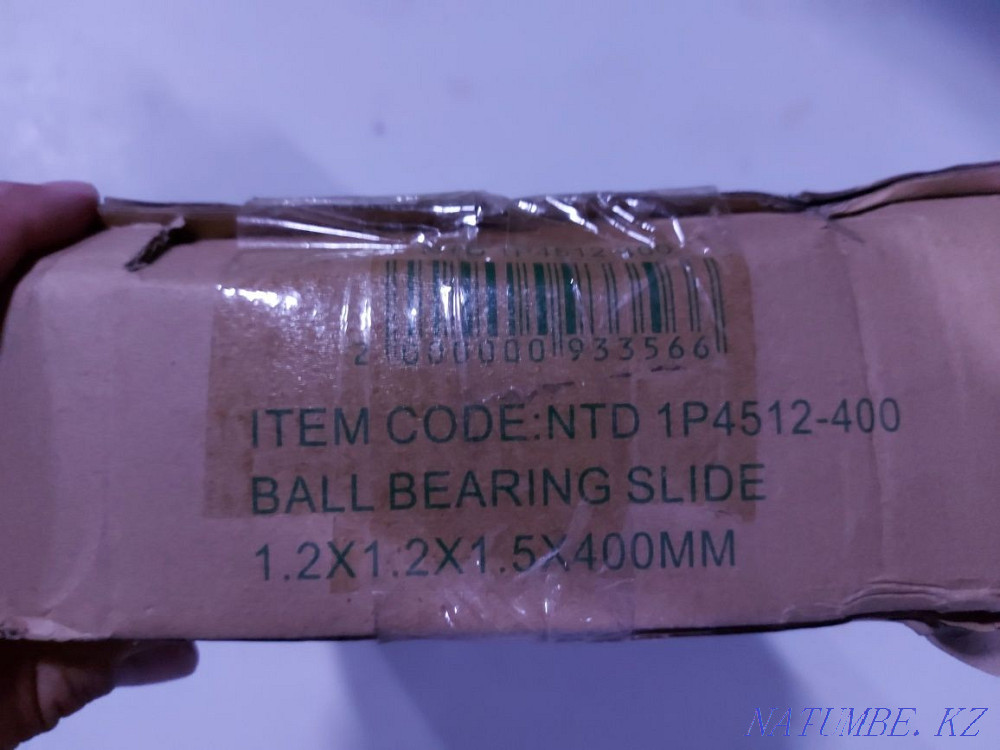 2 000000 933566
ITEM CODE:NTD 1P4512-400
BALL BEARING SLIDE
1.2X1.2X1.5X400MM
NATUMBE.KZ